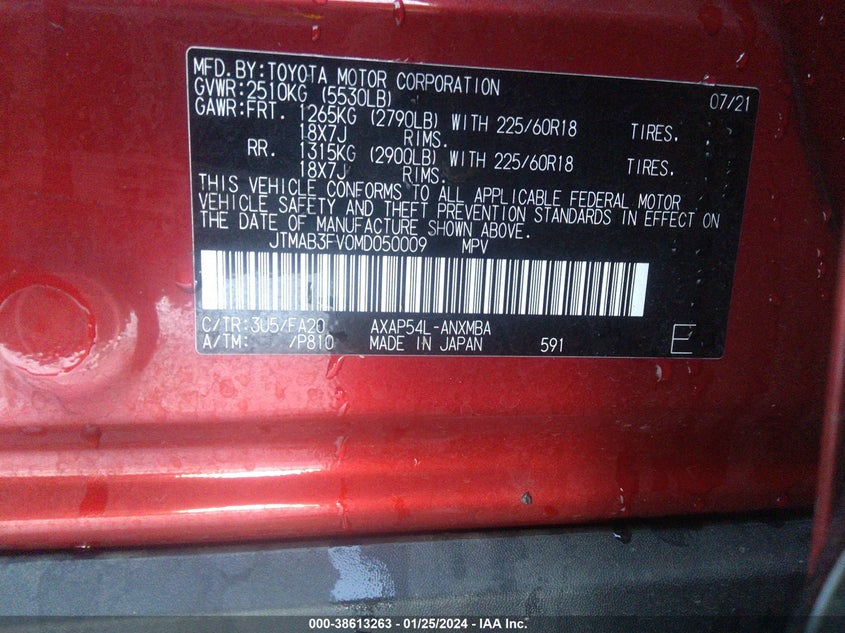 MFD.BY:TOYOTA MOTOR CORPORATION 07/21
GVWR:2510KG (5530LB)
GAWR:FRT. 1265KG (2790LB) WITH 225/60R18 TIRES,
18X7J RIMS.
RR. 1315KG (2900LB) WITH 225/60R18 TIRES,
18X7J RIMS.
THIS VEHICLE CONFORMS TO ALL APPLICABLE FEDERAL MOTOR
VEHICLE SAFETY AND THEFT PREVENTION STANDARDS IN EFFECT ON
THE DATE OF MANUFACTURE SHOWN ABOVE.
JTMAB3FV0MD050009 MPV
C/TR:3U5/FA20 AXAP54L-ANXMBA
A/TM: /P810 MADE IN JAPAN 591 E
000-38613263 - 01/25/2024 - IAA Inc.